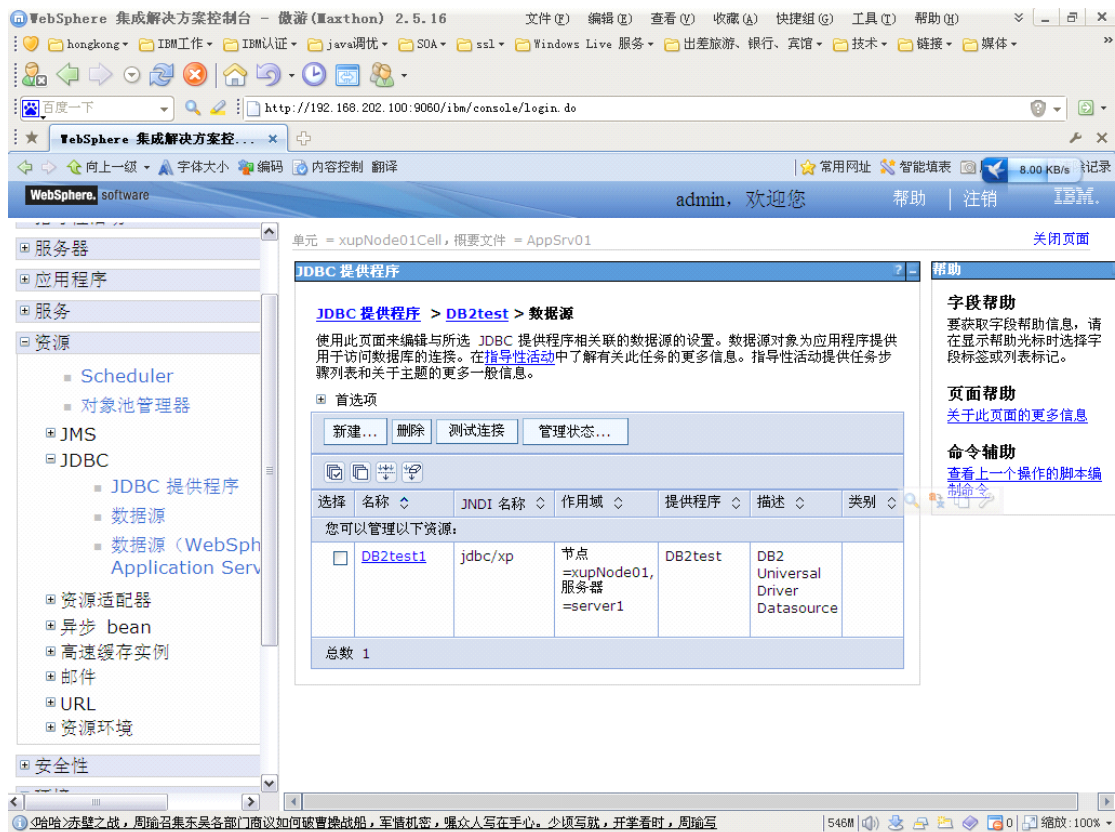 WebSphere 集成解决方案控制台 - 傲游(Maxthon) 2.5.16
文件(F) 编辑(E) 查看(V) 收藏(A) 快捷组(G) 工具(T) 帮助(H)
hongkong IBM工作 IBM认证 java调优 SOA ssl Windows Live 服务 出差旅游、银行、宾馆 技术 链接 媒体
百度一下
http://192.168.202.100:9060/ibm/console/login.do
WebSphere 集成解决方案控...
向上一级 字体大小 编码 内容控制 翻译
常用网址 智能填表
8.00 KB/s
记录
WebSphere. software
admin, 欢迎您
帮助 | 注销
IBM.
服务器
应用程序
服务
资源
Scheduler
对象池管理器
JMS
JDBC
JDBC 提供程序
数据源
数据源(WebSph
Application Serv
资源适配器
异步 bean
高速缓存实例
邮件
URL
资源环境
安全性
单元 = xupNode01Cell，概要文件 = AppSrv01
关闭页面
JDBC 提供程序
JDBC 提供程序 > DB2test > 数据源
使用此页面来编辑与所选 JDBC 提供程序相关联的数据源的设置。数据源对象为应用程序提供
用于访问数据库的连接。在指导性活动中了解有关此任务的更多信息。指导性活动提供任务步
骤列表和关于主题的更多一般信息。
首选项
新建... 删除 测试连接 管理状态...
选择 名称 JNDI 名称 作用域 提供程序 描述 类别
您可以管理以下资源:
DB2test1
jdbc/xp
节点
=xupNode01,
服务器
=server1
DB2test
DB2
Universal
Driver
Datasource
总数 1
帮助
字段帮助
要获取字段帮助信息，请
在显示帮助光标时选择字
段标签或列表标记。
页面帮助
关于此页面的更多信息
命令辅助
查看上一个操作的脚本编
制命令
<哈哈>赤壁之战，周瑜召集东吴各部门商议如何破曹操战船，军情机密，嘱众人写在手心。少顷写就，开掌看时，周瑜写
546M
0
缩放:100%